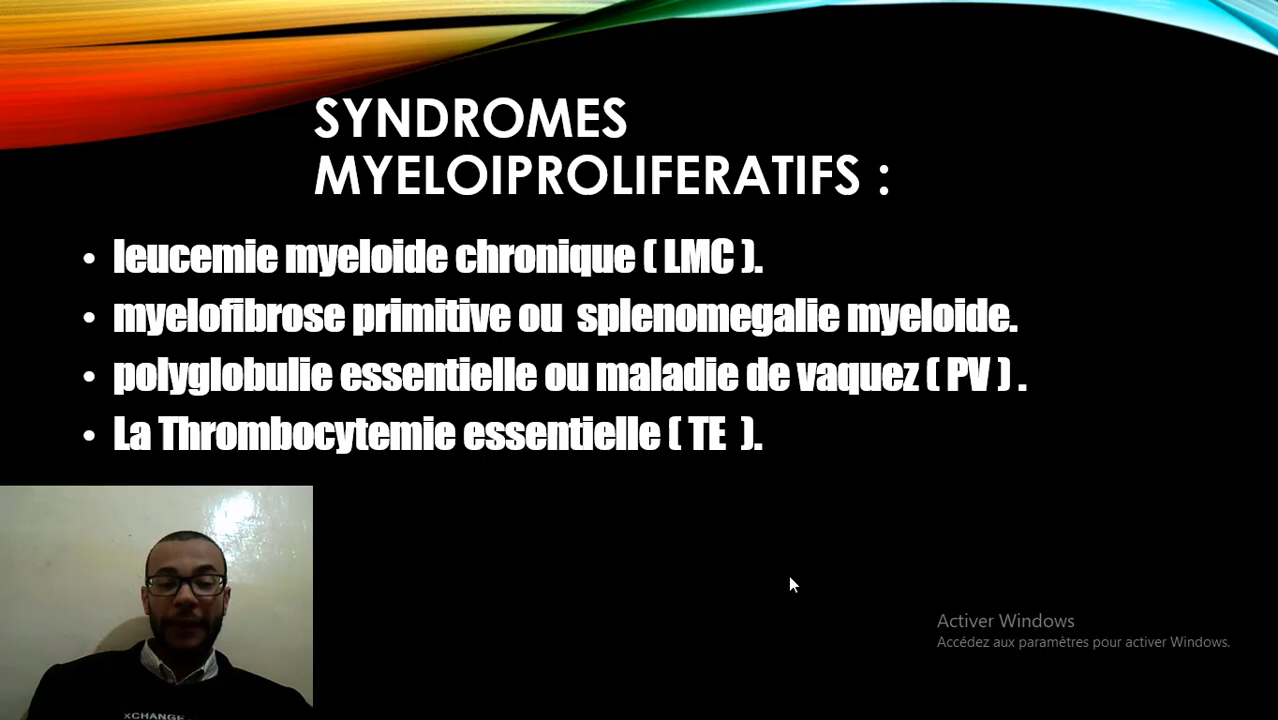 SYNDROMES
MYELOIPROLIFERATIFS :
• leucemie myeloide chronique ( LMC ).
• myelofibrose primitive ou  splenomegalie myeloide.
• polyglobulie essentielle ou maladie de vaquez ( PV ) .
• La Thrombocytemie essentielle ( TE  ).
Activer Windows
Accédez aux paramètres pour activer Windows.
XCHANGE